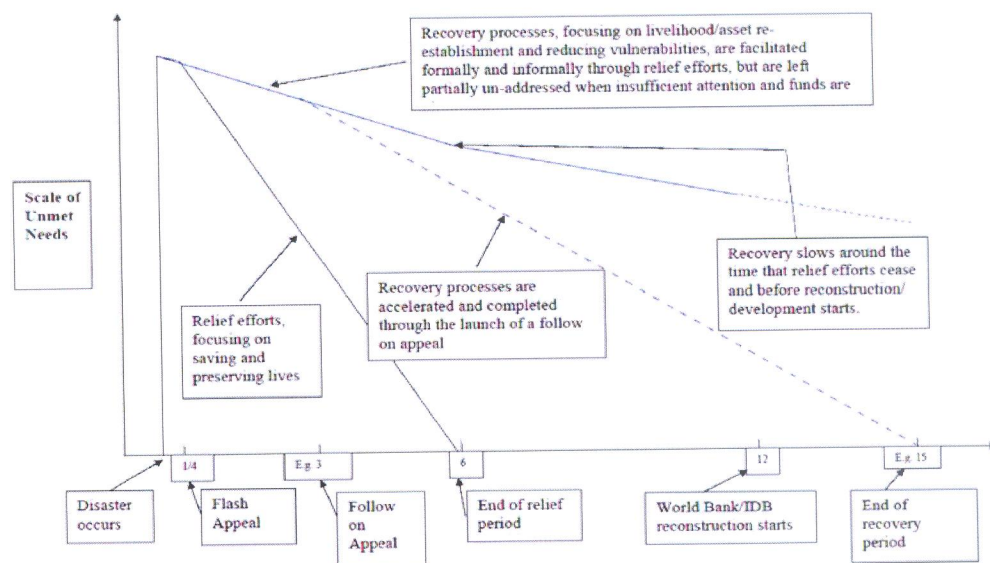 Recovery processes, focusing on livelihood/asset re-
establishment and reducing vulnerabilities, are facilitated
formally and informally through relief efforts, but are left
partially un-addressed when insufficient attention and funds are
Scale of
Unmet
Needs
Recovery slows around the
time that relief efforts cease
and before reconstruction/
development starts.
Recovery processes are
accelerated and completed
through the launch of a follow
on appeal
Relief efforts,
focusing on
saving and
preserving lives
1/4
E.g. 3
6
12
E.g. 15
Disaster
occurs
Flash
Appeal
Follow
on
Appeal
End of relief
period
World Bank/IDB
reconstruction starts
End of
recovery
period